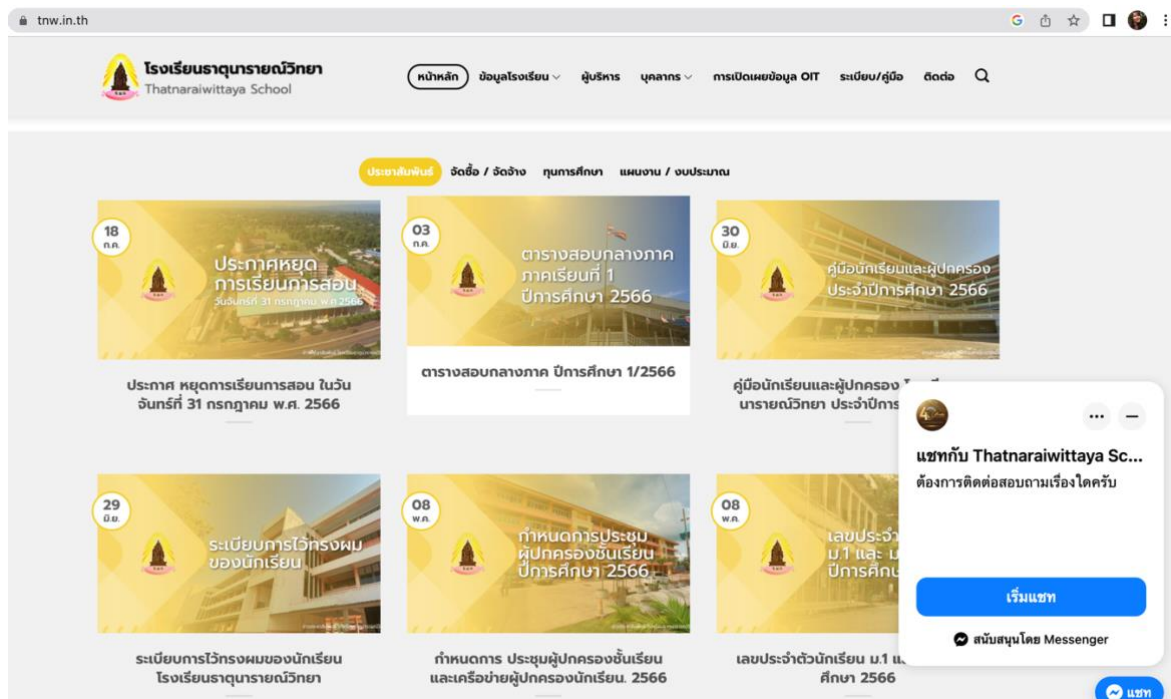 tnw.in.th
โรงเรียนธาตุนารายณ์วิทยา
Thatnaraiwittaya School
หน้าหลัก ข้อมูลโรงเรียน ผู้บริหาร บุคลากร การเปิดเผยข้อมูล OIT ระเบียบ/คู่มือ ติดต่อ
ประชาสัมพันธ์ จัดซื้อ / จัดจ้าง ทุนการศึกษา แผนงาน / งบประมาณ
18
ก.ค.
ประกาศหยุด
การเรียนการสอน
วันจันทร์ที่ 31 กรกฎาคม พ.ศ.2566
ประกาศ หยุดการเรียนการสอน ในวัน
จันทร์ที่ 31 กรกฎาคม พ.ศ. 2566
03
ก.ค.
ตารางสอบกลางภาค
ภาคเรียนที่ 1
ปีการศึกษา 2566
ตารางสอบกลางภาค ปีการศึกษา 1/2566
30
มิ.ย.
คู่มือนักเรียนและผู้ปกครอง
ประจำปีการศึกษา 2566
คู่มือนักเรียนและผู้ปกครอง
นารายณ์วิทยา ประจำปีการ
29
มิ.ย.
ระเบียบการไว้ทรงผม
ของนักเรียน
ระเบียบการไว้ทรงผมของนักเรียน
โรงเรียนธาตุนารายณ์วิทยา
08
พ.ค.
กำหนดการประชุม
ผู้ปกครองชั้นเรียน
ปีการศึกษา 2566
กำหนดการ ประชุมผู้ปกครองชั้นเรียน
และเครือข่ายผู้ปกครองนักเรียน. 2566
08
พ.ค.
เลขประจำ
ม.1 และ ม
ปีการศึก
เลขประจำตัวนักเรียน ม.1 แ
ศึกษา 2566
แชทกับ Thatnaraiwittaya Sc...
ต้องการติดต่อสอบถามเรื่องใดครับ
เริ่มแชท
สนับสนุนโดย Messenger
แชท